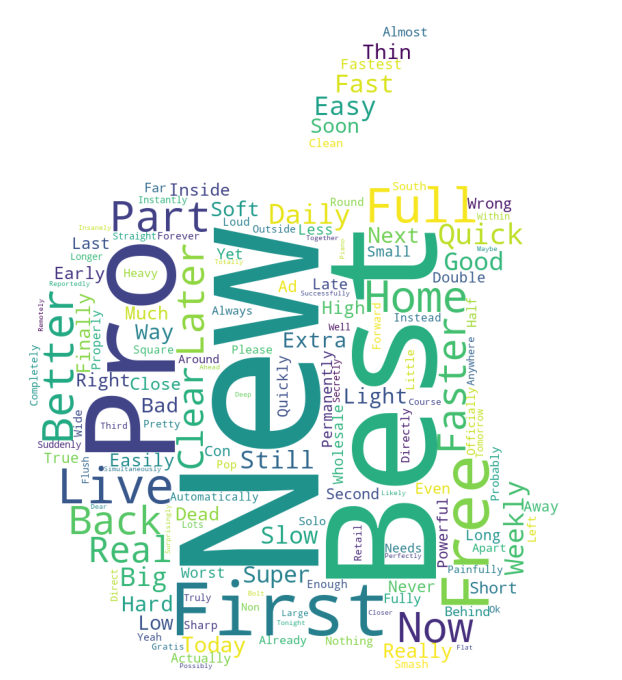 Almost
Thin
Fastest
Fast
Easy
Soon
Clean
Far
Inside
Instantly
Part
Soft
Daily
Round
South
Full
Wrong
Within
Insanely
Loud
Outside
Less
Together
Piano
Next
Quick
Maybe
Straight
Forever
Last
Longer
Yet
Totally
Small
Good
Early
Reportedly
Heavy
Pro
Later
New
Always
Ad
Successfully
Late
High
Best
Home
Double
Instead
Half
Remotely
Better
Finally
Properly
Much
Way
Square
Around
Please
Extra
Well
Forward
Faster
Completely
Right
Close
Clear
Ahead
Quickly
Permanently
Secretly
Little
Anywhere
Suddenly
Wide
Bad
Pretty
Deep
Light
Course
Directly
Officially
Tomorrow
Third
True
Flush
Easily
Simultaneously
Con
Pop
Still
Wholesale
Probably
Live
Dear
Automatically
Second
Likely
Even
Free
Powerful
Weekly
Away
Left
Back
Dead
Lots
Surprisingly
Solo
Slow
Retail
Needs
Perfectly
Long
Apart
Real
Big
Direct
Worst
Super
Enough
Never
Painfully
Short
Hard
Truly
Non
Bolt
First
Large
Closer
Fully
Behind
Ok
Low
Sharp
Tonight
Now
Yeah
Gratis
Today
Already
Nothing
Really
Flat
Actually
Possibly
Smash